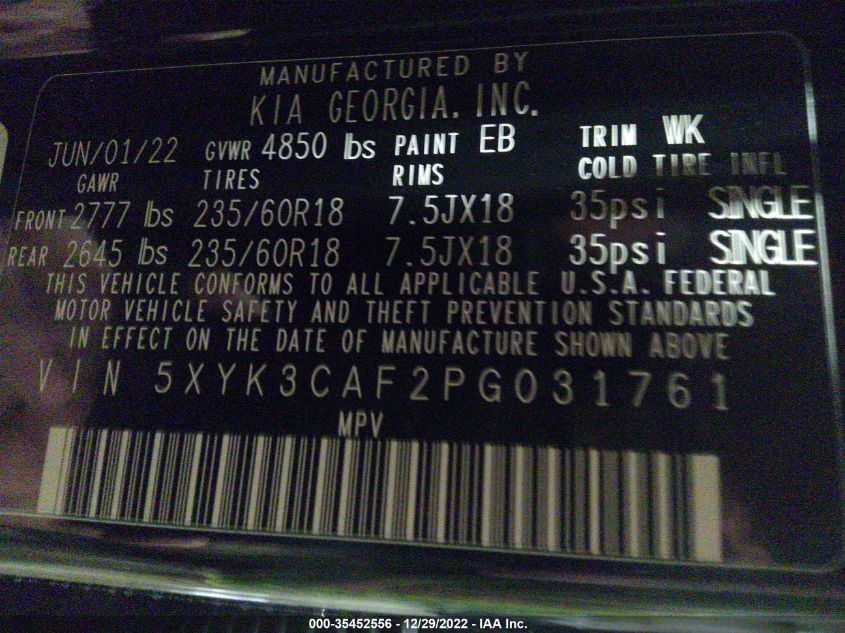 MANUFACTURED BY
KIA GEORGIA, INC.
JUN/01/22 GVWR 4850 lbs PAINT EB TRIM WK
GAWR TIRES RIMS COLD TIRE INFL
FRONT 2777 lbs 235/60R18 7.5JX18 35psi SINGLE
REAR 2645 lbs 235/60R18 7.5JX18 35psi SINGLE
THIS VEHICLE CONFORMS TO ALL APPLICABLE U.S.A. FEDERAL
MOTOR VEHICLE SAFETY AND THEFT PREVENTION STANDARDS
IN EFFECT ON THE DATE OF MANUFACTURE SHOWN ABOVE
VIN 5XYK3CAF2PG031761
MPV
000-35452556 - 12/29/2022 - IAA Inc.